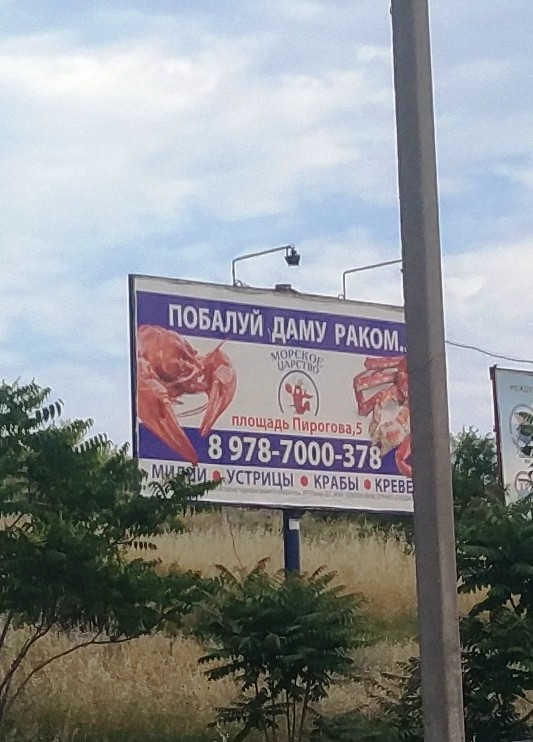 ПОБАЛУЙ ДАМУ РАКОМ..
МОРСКОЕ
ЦАРСТВО
площадь Пирогова,5
8 978-7000-378
МИДИИ • УСТРИЦЫ • КРАБЫ • КРЕВЕ